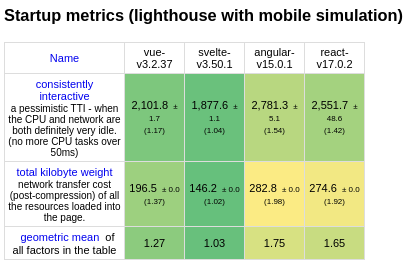 Startup metrics (lighthouse with mobile simulation)
Name vue-v3.2.37 svelte-v3.50.1 angular-v15.0.1 react-v17.0.2
consistently interactive
a pessimistic TTI - when
the CPU and network are
both definitely very idle.
(no more CPU tasks over
50ms)
2,101.8 ± 1.7 (1.17)
1,877.6 ± 1.1 (1.04)
2,781.3 ± 5.1 (1.54)
2,551.7 ± 48.6 (1.42)
total kilobyte weight
network transfer cost
(post-compression) of all
the resources loaded into
the page.
196.5 ± 0.0 (1.37)
146.2 ± 0.0 (1.02)
282.8 ± 0.0 (1.98)
274.6 ± 0.0 (1.92)
geometric mean of
all factors in the table
1.27 1.03 1.75 1.65